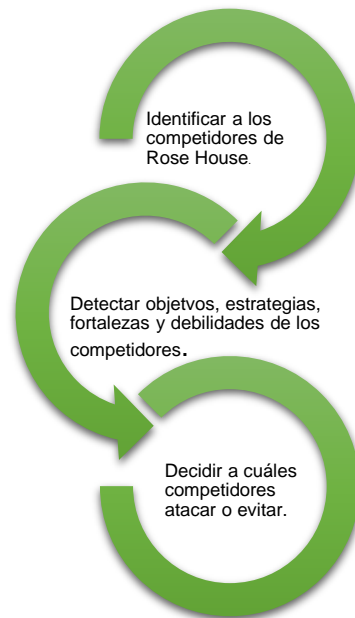 Identificar a los
competidores de
Rose House.
Detectar objetvos, estrategias,
fortalezas y debilidades de los
competidores.
Decidir a cuáles
competidores
atacar o evitar.